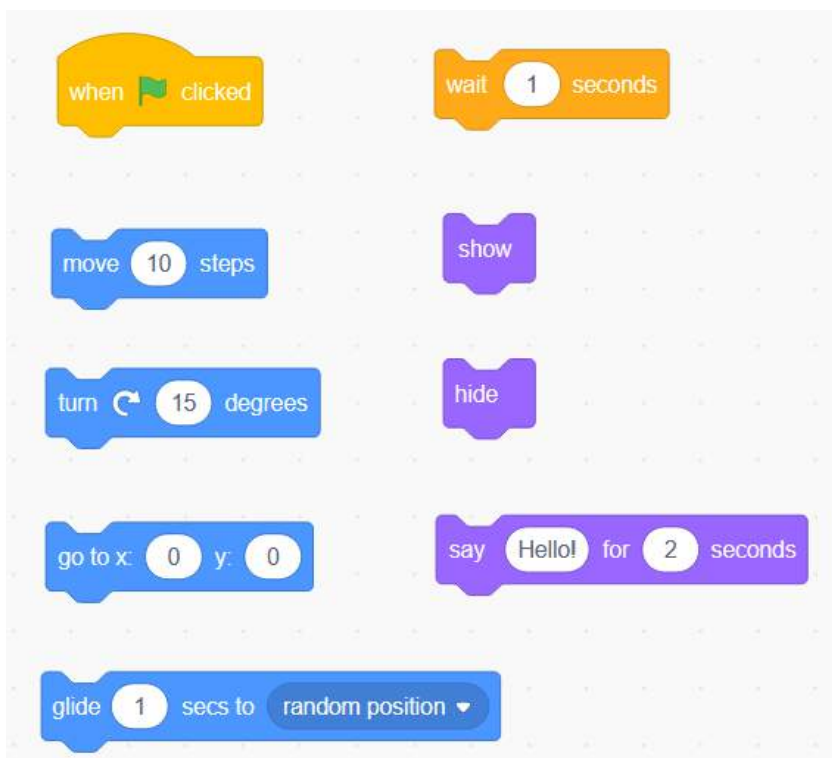 when clicked
wait 1 seconds
move 10 steps
show
turn 15 degrees
hide
go to x: 0 y: 0
say Hello! for 2 seconds
glide 1 secs to random position